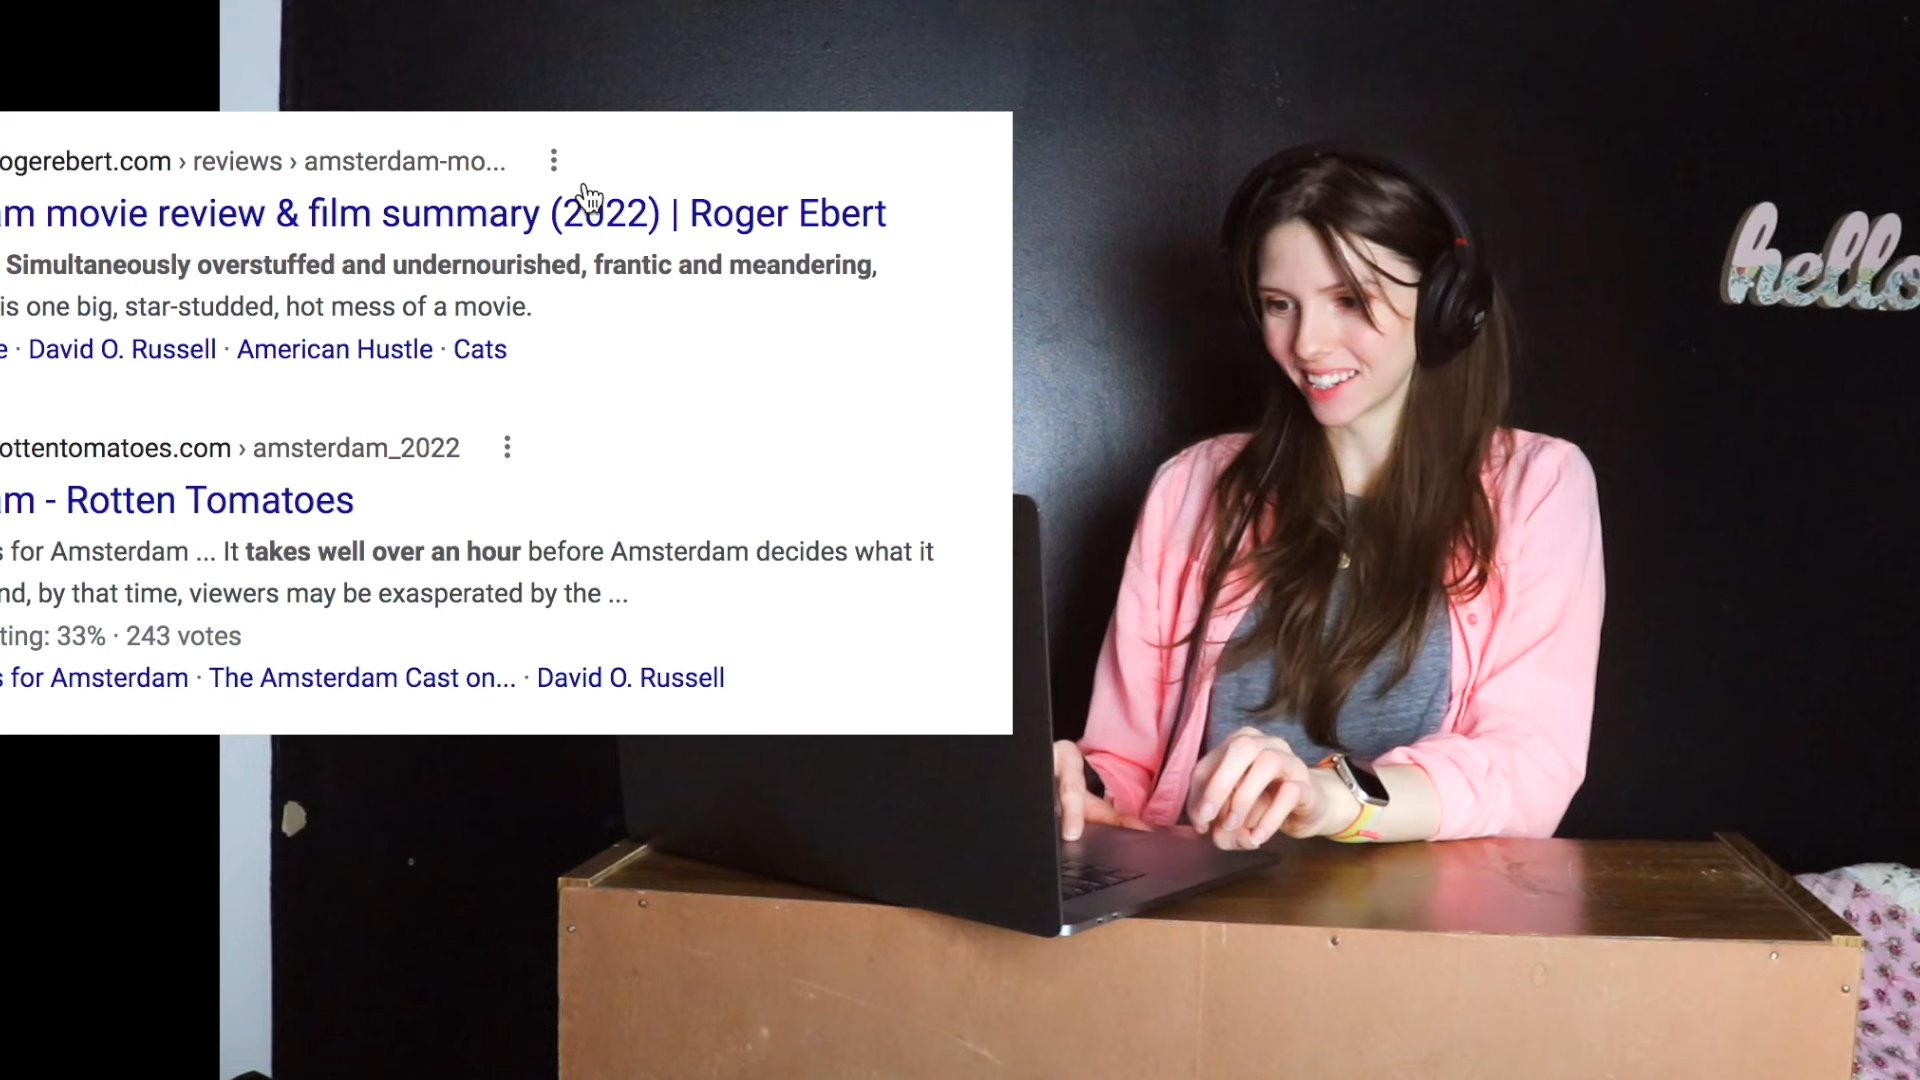 ogerebert.com › reviews › amsterdam-mo...
am movie review & film summary (2022) | Roger Ebert
Simultaneously overstuffed and undernourished, frantic and meandering,
is one big, star-studded, hot mess of a movie.
e · David O. Russell · American Hustle · Cats
ottentomatoes.com › amsterdam_2022
am - Rotten Tomatoes
s for Amsterdam ... It takes well over an hour before Amsterdam decides what it
nd, by that time, viewers may be exasperated by the ...
ting: 33% · 243 votes
s for Amsterdam · The Amsterdam Cast on... · David O. Russell
hello